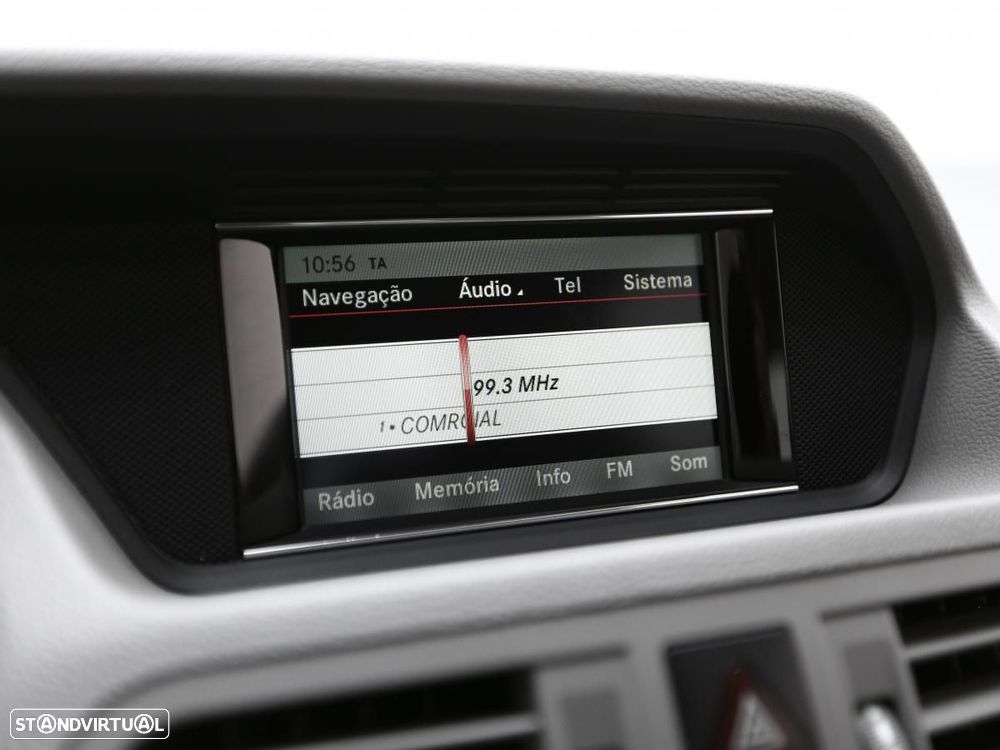 10:56 TA
Navegação Áudio Tel Sistema
99.3 MHz
1 • COMRCIAL
Rádio Memória Info FM Som
STANDVIRTUAL